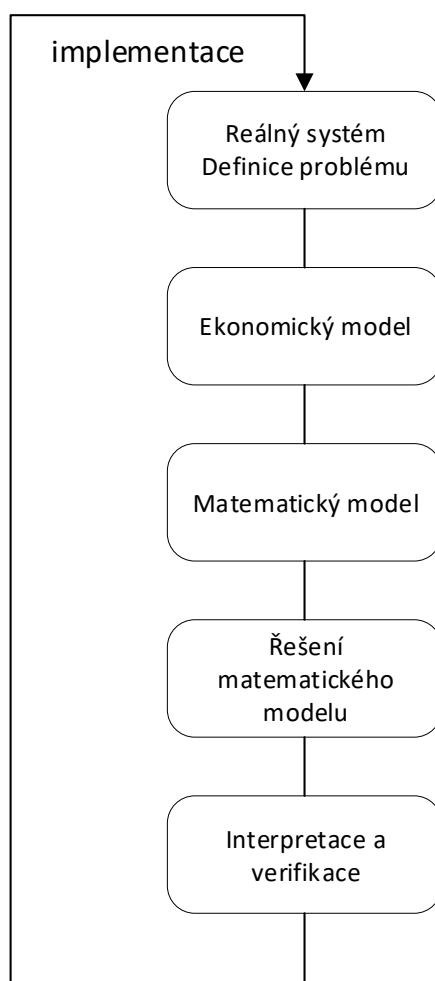 implementace
Reálný systém
Definice problému
Ekonomický model
Matematický model
Řešení
matematického
modelu
Interpretace a
verifikace